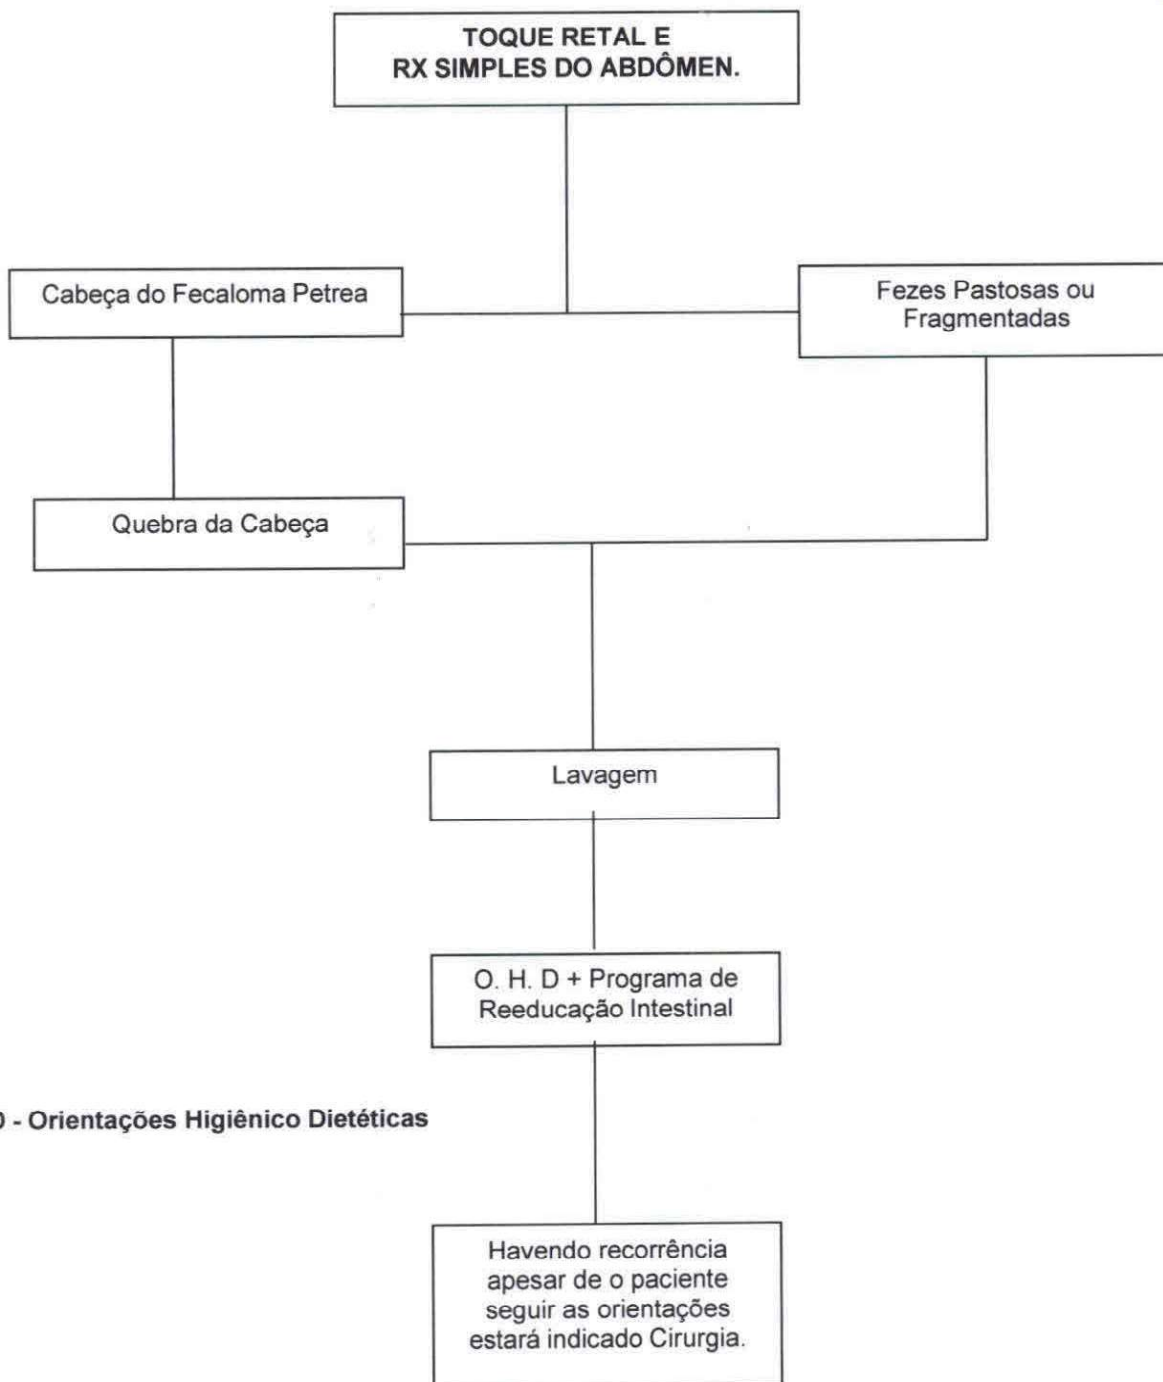 TOQUE RETAL E
RX SIMPLES DO ABDÔMEN.
Cabeça do Fecaloma Petrea
Fezes Pastosas ou
Fragmentadas
Quebra da Cabeça
Lavagem
O. H. D + Programa de
Reeducação Intestinal
- Orientações Higiênico Dietéticas
Havendo recorrência
apesar de o paciente
seguir as orientações
estará indicado Cirurgia.